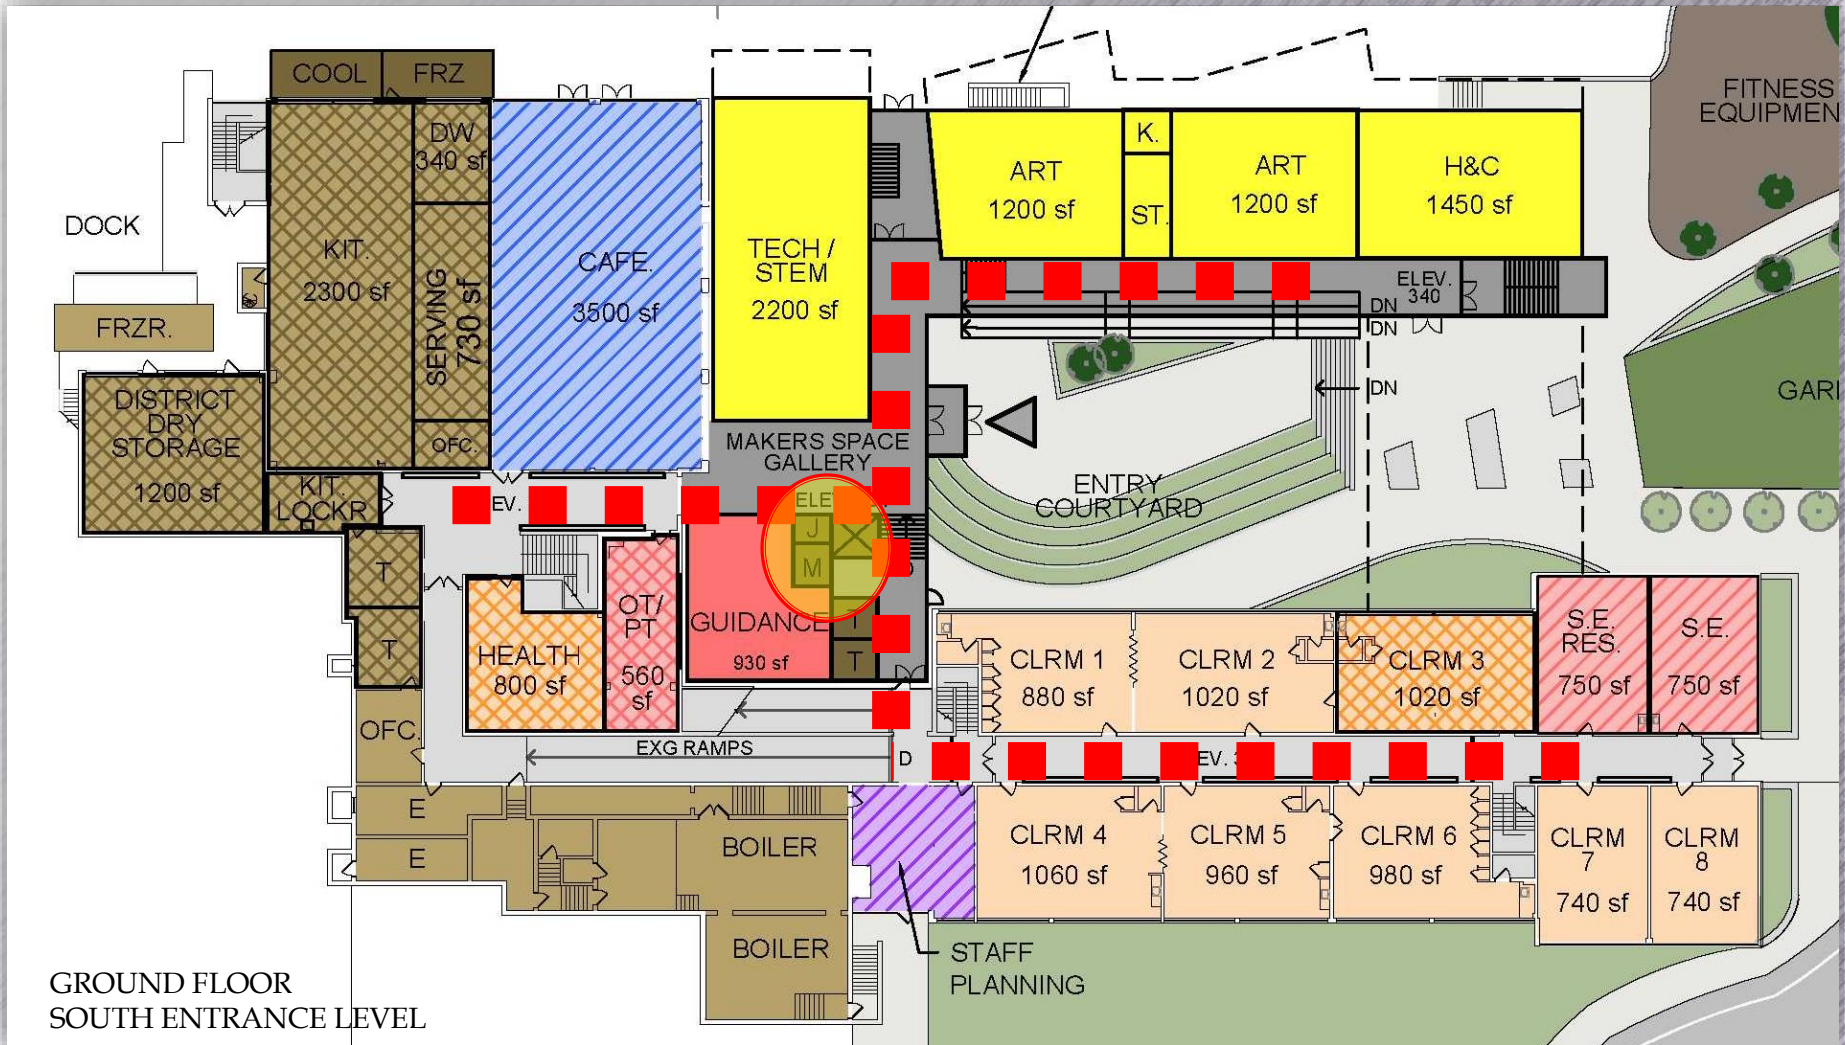 COOL
FRZ
FITNESS
EQUIPMEN
DW
340 sf
K.
ART
1200 sf
ART
1200 sf
H&C
1450 sf
ST.
DOCK
KIT.
2300 sf
CAFE.
3500 sf
TECH /
STEM
2200 sf
SERVING
730 sf
ELEV.
340
DN
DN
FRZR.
DN
GARI
DISTRICT
DRY
STORAGE
1200 sf
OFC.
MAKERS SPACE
GALLERY
KIT.
LOCKR
EV.
ELE
ENTRY
COURTYARD
J
M
T
T
OT/
PT
560
sf
GUIDANCE
930 sf
T
T
HEALTH
800 sf
CLRM 1
880 sf
CLRM 2
1020 sf
CLRM 3
1020 sf
S.E.
RES.
750 sf
S.E.
750 sf
OFC.
EXG RAMPS
D
EV.
E
E
BOILER
BOILER
CLRM 4
1060 sf
CLRM 5
960 sf
CLRM 6
980 sf
CLRM
7
740 sf
CLRM
8
740 sf
STAFF
PLANNING
GROUND FLOOR
SOUTH ENTRANCE LEVEL